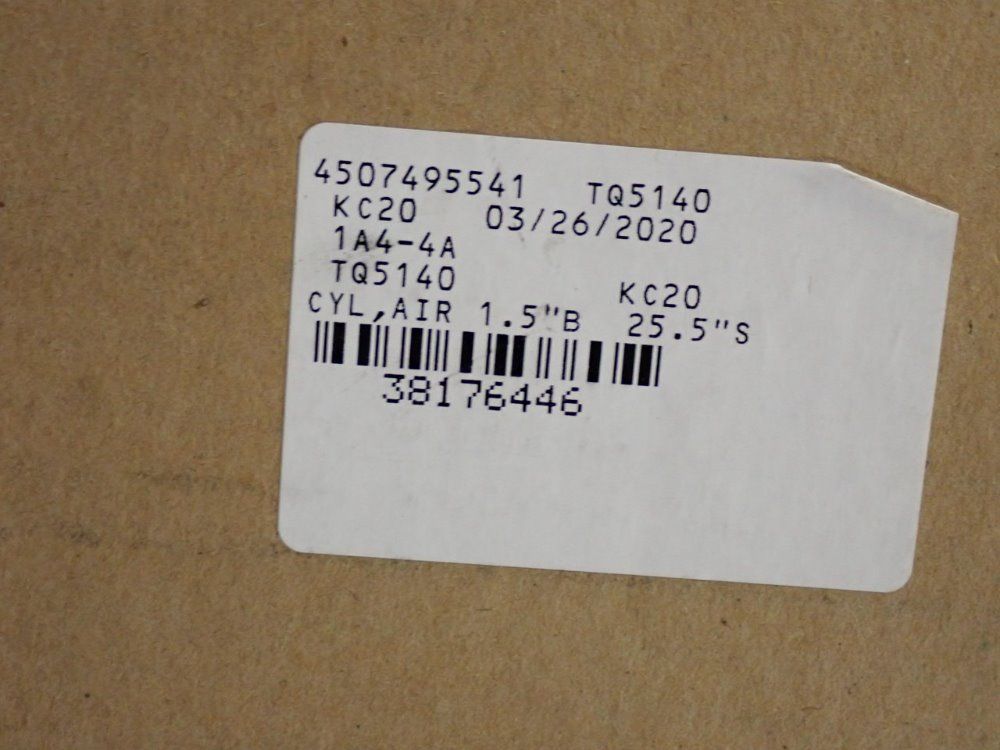 4507495541 TQ5140
KC20 03/26/2020
1A4-4A
TQ5140 KC20
CYL,AIR 1.5"B 25.5"S
38176446